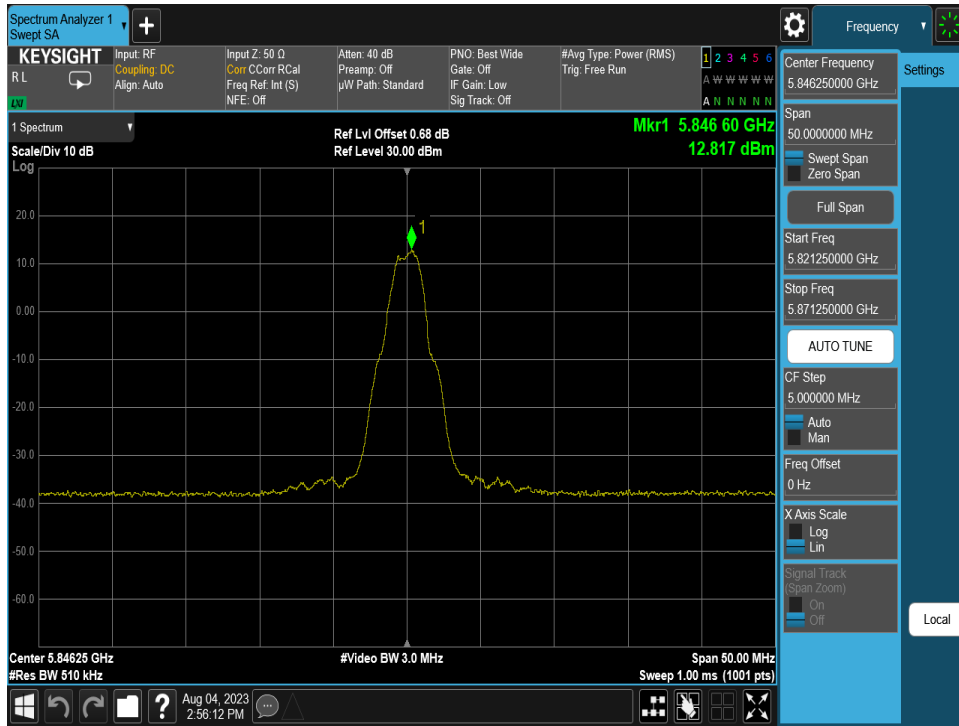 Spectrum Analyzer 1
Swept SA
+
Frequency
KEYSIGHT
R L
LXI
Input: RF
Coupling: DC
Align: Auto
Input Z: 50 Ω
Corr CCorr RCal
Freq Ref: Int (S)
NFE: Off
Atten: 40 dB
Preamp: Off
µW Path: Standard
PNO: Best Wide
Gate: Off
IF Gain: Low
Sig Track: Off
#Avg Type: Power (RMS)
Trig: Free Run
1 2 3 4 5 6
A W W W W W
A N N N N N
1 Spectrum
Scale/Div 10 dB
Log
Ref Lvl Offset 0.68 dB
Ref Level 30.00 dBm
Mkr1 5.846 60 GHz
12.817 dBm
1
20.0
10.0
0.00
-10.0
-20.0
-30.0
-40.0
-50.0
-60.0
Center 5.84625 GHz
#Res BW 510 kHz
#Video BW 3.0 MHz
Span 50.00 MHz
Sweep 1.00 ms (1001 pts)
Center Frequency
5.846250000 GHz
Settings
Span
50.0000000 MHz
Swept Span
Zero Span
Full Span
Start Freq
5.821250000 GHz
Stop Freq
5.871250000 GHz
AUTO TUNE
CF Step
5.000000 MHz
Auto
Man
Freq Offset
0 Hz
X Axis Scale
Log
Lin
Signal Track
(Span Zoom)
On
Off
Local
?
Aug 04, 2023
2:56:12 PM